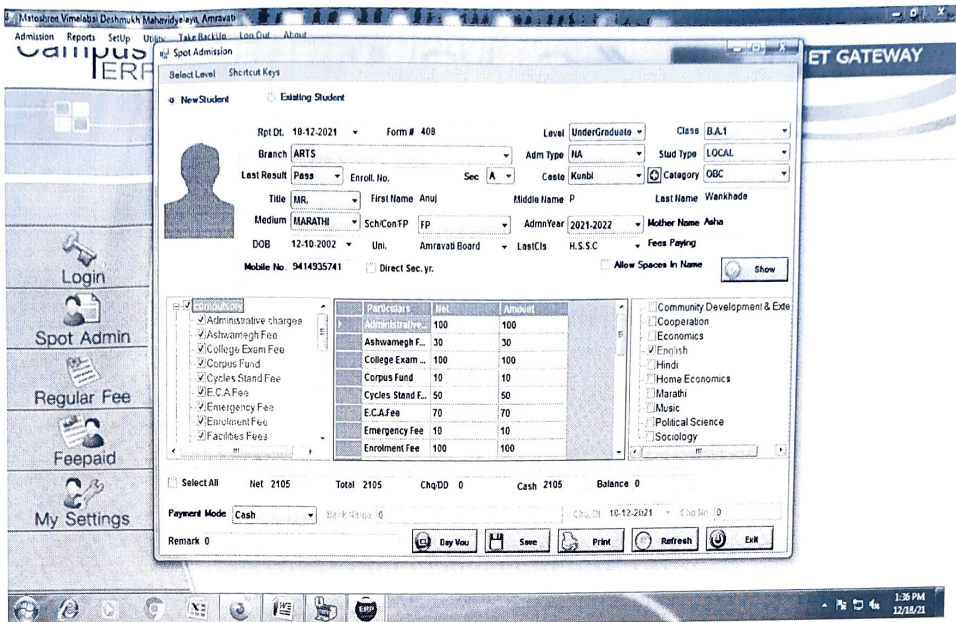 Matoshree Vimalabai Deshmukh Mahavidyalaya, Amravati
Admission Reports SetUp Utility Take BackUp Log Out About
Campus
ERP
ET GATEWAY
Spot Admission
Select Level Shortcut Keys
New Student Existing Student
Rpt Dt. 18-12-2021 Form # 408 Level UnderGraduate Class B.A.1
Branch ARTS Adm Type NA Stud Type LOCAL
Last Result Pass Enroll. No. Sec A Caste Kunbi Category OBC
Title MR. First Name Anuj Middle Name P Last Name Wankhade
Medium MARATHI Sch/Con/FP FP AdmnYear 2021-2022 Mother Name Asha
DOB 12-10-2002 Uni. Amravati Board LastCls H.S.S.C Fees Paying
Mobile No. 9414935741 Direct Sec. yr. Allow Spaces In Name Show
compulsory
Administrative charges
Ashwamegh Fee
College Exam Fee
Corpus Fund
Cycles Stand Fee
E.C.A.Fee
Emergency Fee
Enrolment Fee
Facilities Fees
Particulars Net Amount
Administrative... 100 100
Ashwamegh F... 30 30
College Exam ... 100 100
Corpus Fund 10 10
Cycles Stand F... 50 50
E.C.A.Fee 70 70
Emergency Fee 10 10
Enrolment Fee 100 100
Community Development & Exte
Cooperation
Economics
English
Hindi
Home Economics
Marathi
Music
Political Science
Sociology
Select All Net 2105 Total 2105 Chq/DD 0 Cash 2105 Balance 0
Payment Mode Cash Bank Name 0 Chq. Dt 18-12-2021 Chq No 0
Remark 0 Day Vou Save Print Refresh Exit
Login
Spot Admin
Regular Fee
Feepaid
My Settings
ERP
1:36 PM
12/18/21